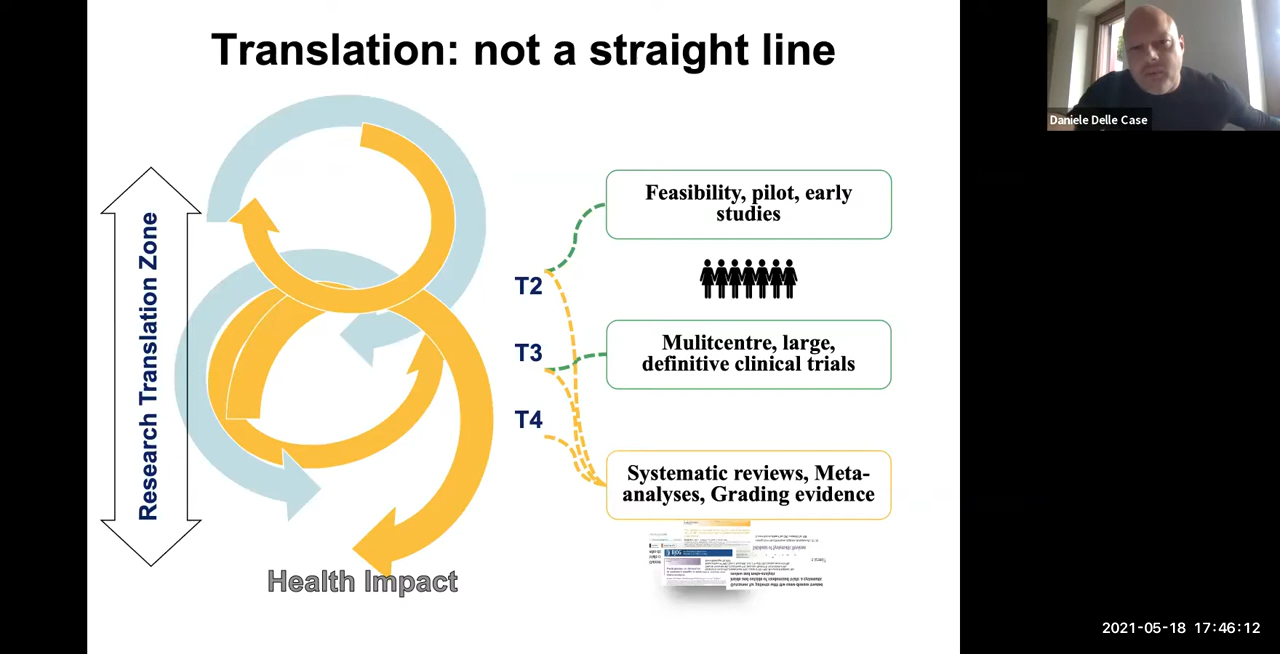 Translation: not a straight line
Daniele Delle Case
Research Translation Zone
Feasibility, pilot, early
studies
T2
Mulitcentre, large,
definitive clinical trials
T3
T4
Systematic reviews, Meta-
analyses, Grading evidence
BJOG
Health Impact
2021-05-18 17:46:12